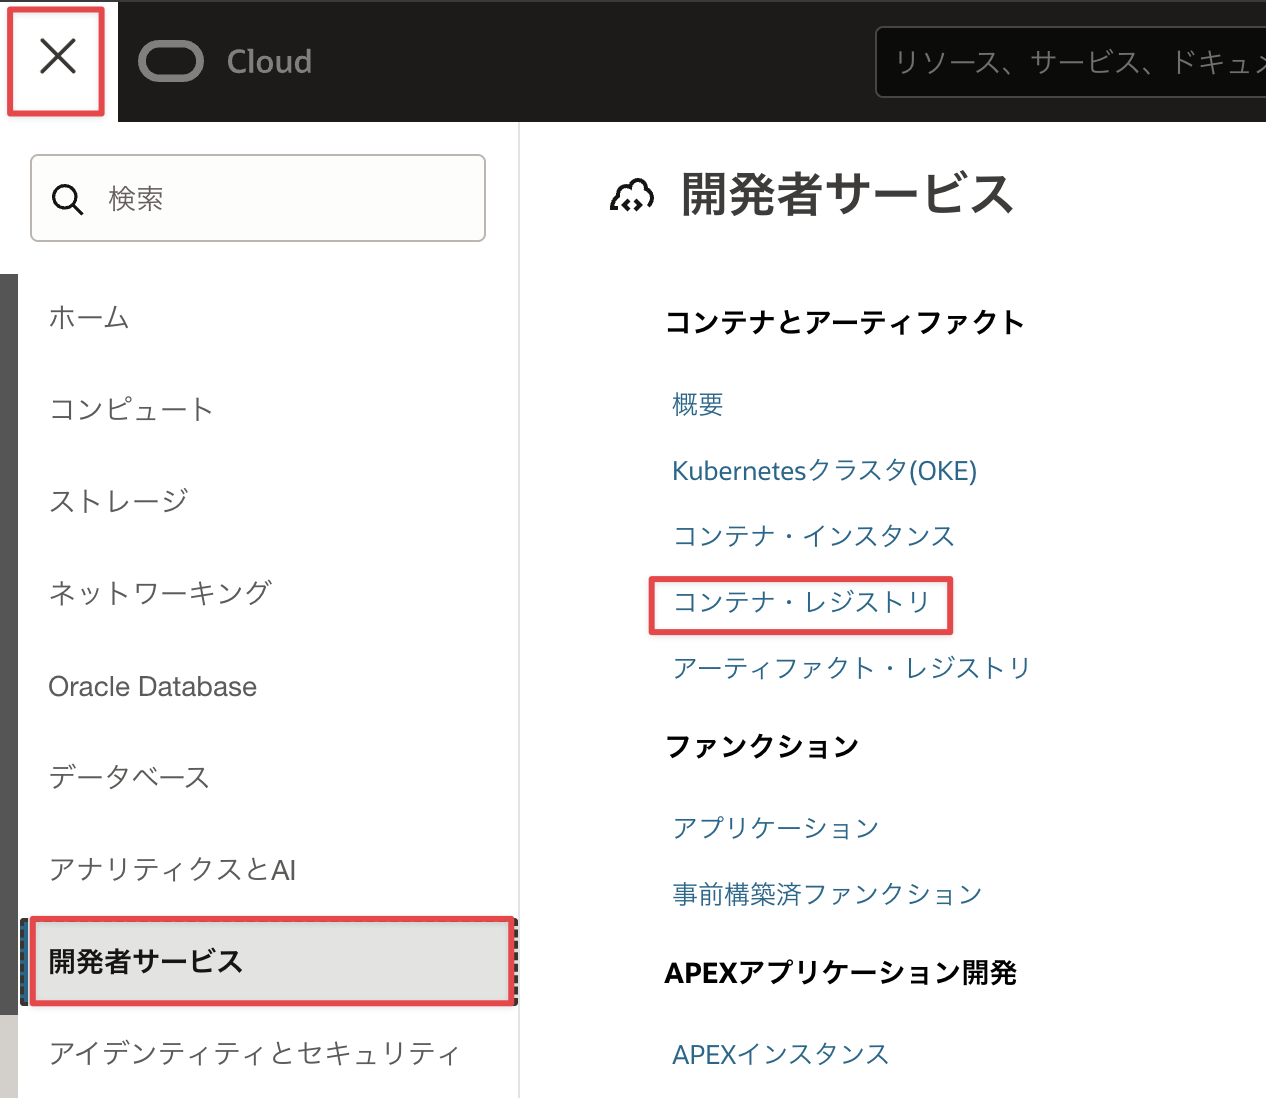 Cloud
リソース、サービス、ドキュメ
検索
ホーム
コンピュート
ストレージ
ネットワーキング
Oracle Database
データベース
アナリティクスとAI
開発者サービス
アイデンティティとセキュリティ
開発者サービス
コンテナとアーティファクト
概要
Kubernetesクラスタ(OKE)
コンテナ・インスタンス
コンテナ・レジストリ
アーティファクト・レジストリ
ファンクション
アプリケーション
事前構築済ファンクション
APEXアプリケーション開発
APEXインスタンス